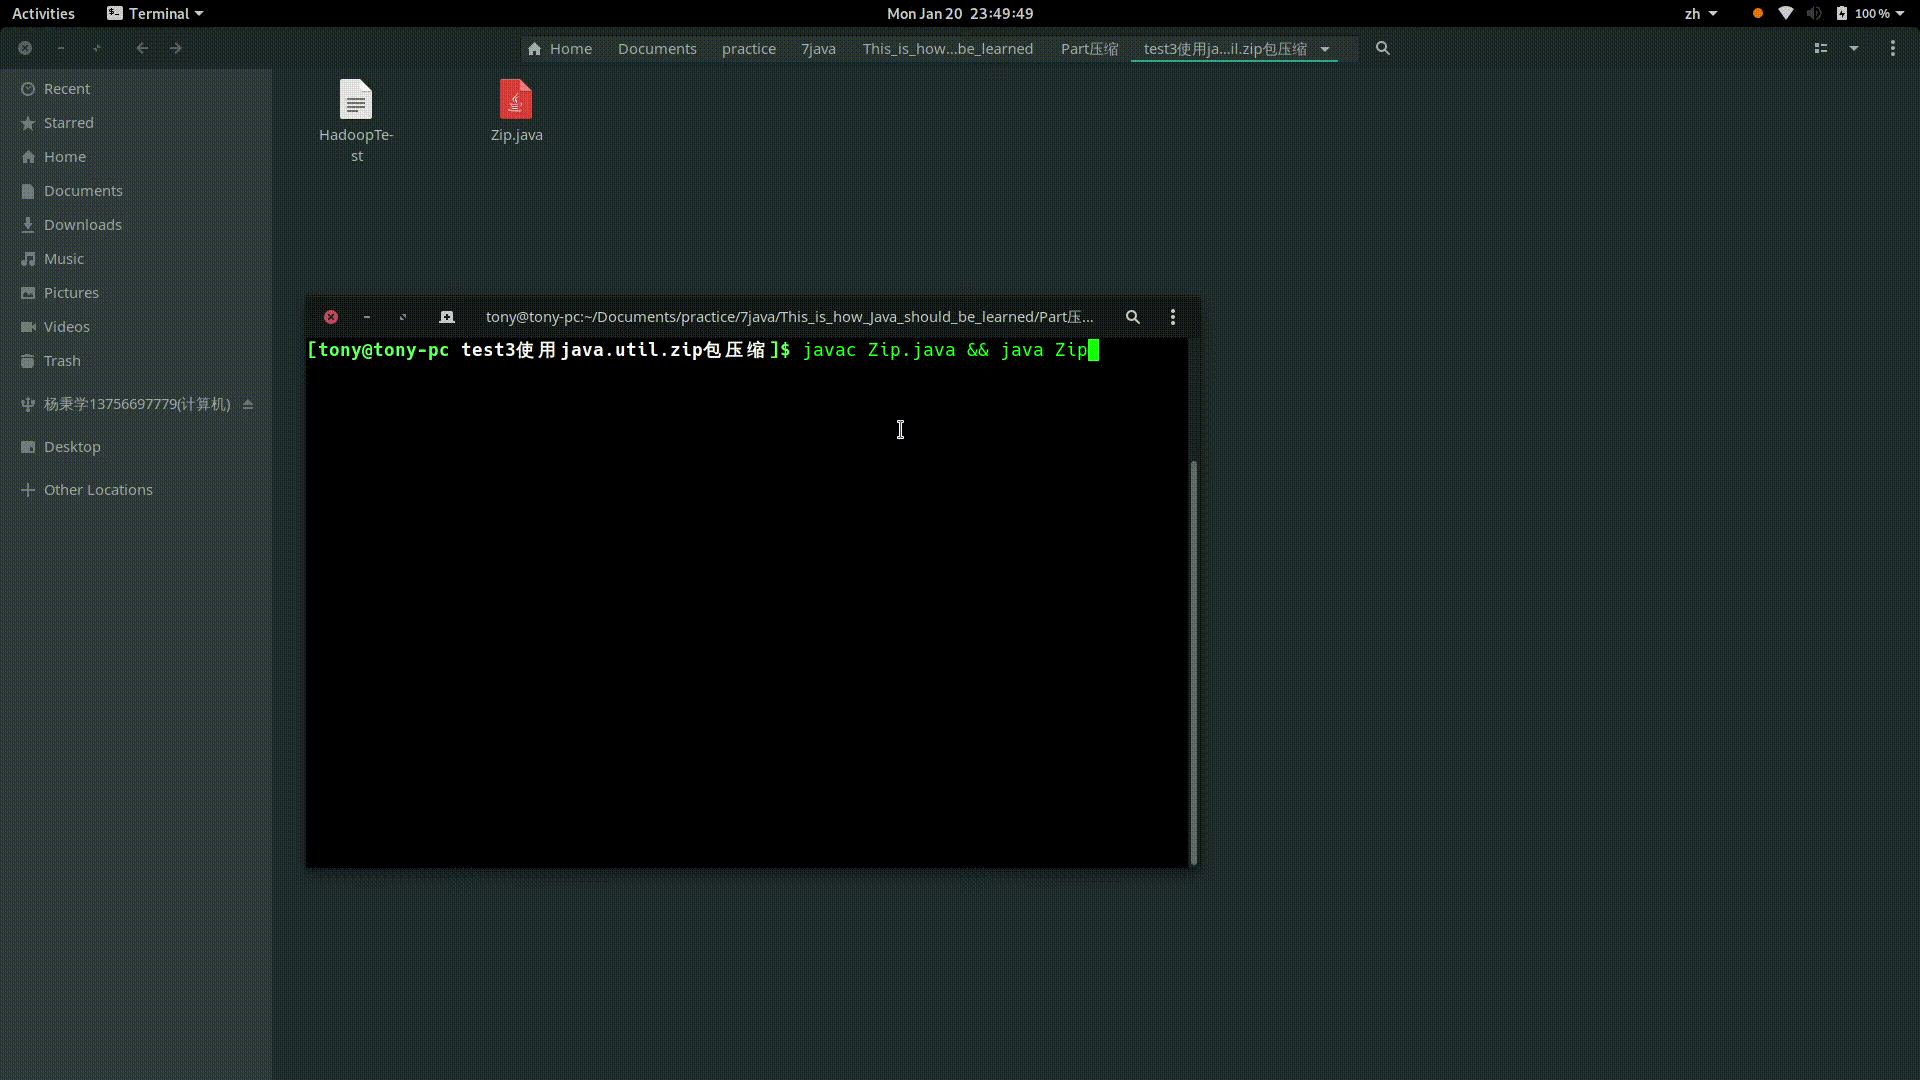 Activities Terminal Mon Jan 20 23:49:49 zh 100 %
Home Documents practice 7java This_is_how...be_learned Part压缩 test3使用ja...il.zip包压缩
Recent
Starred
Home
Documents
Downloads
Music
Pictures
Videos
Trash
杨秉学13756697779(计算机)
Desktop
Other Locations
HadoopTe-
st
Zip.java
tony@tony-pc:~/Documents/practice/7java/This_is_how_Java_should_be_learned/Part压...
[tony@tony-pc test3使用java.util.zip包压缩]$ javac Zip.java && java Zip